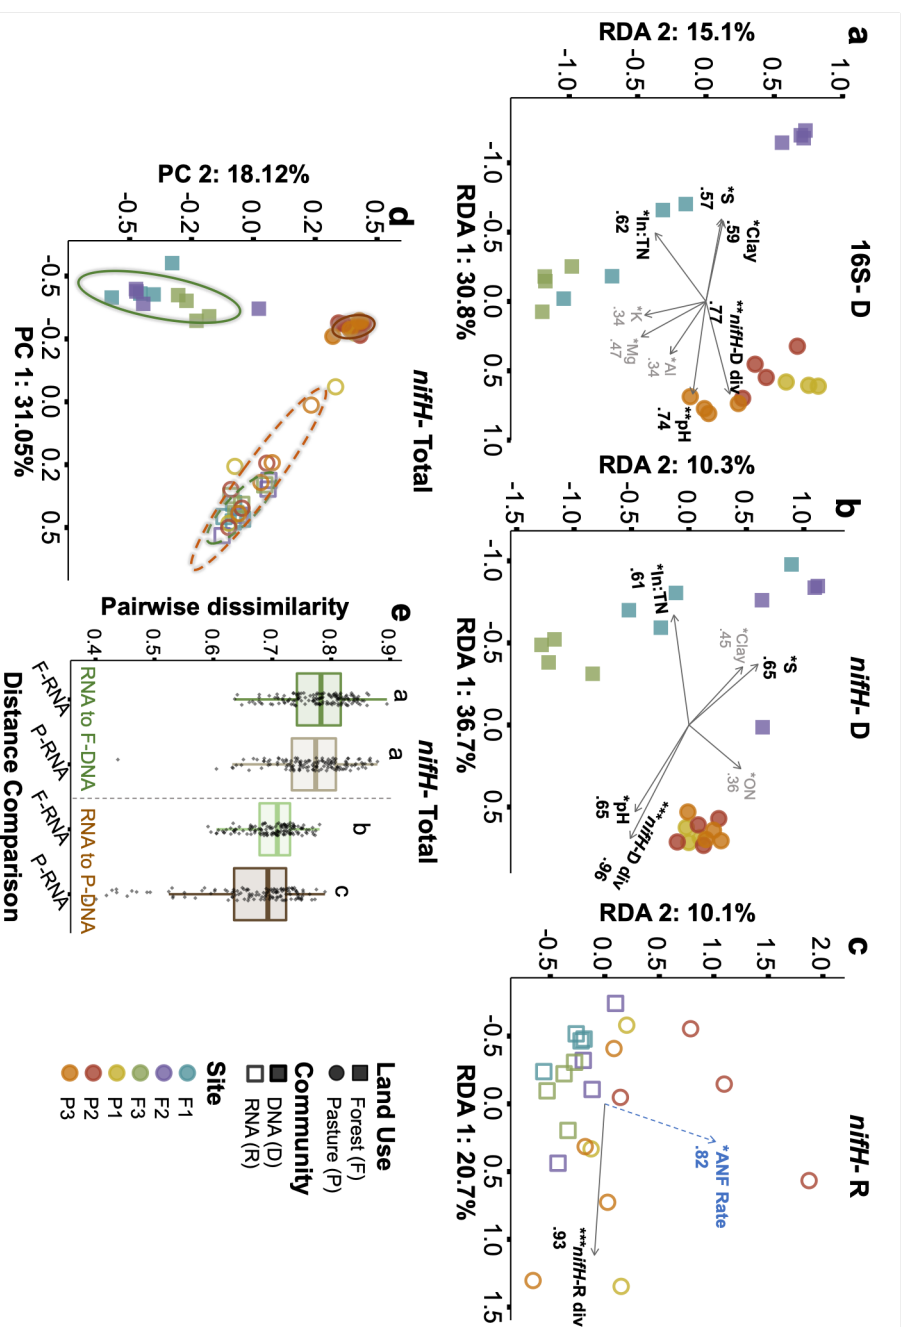 a
16S- D
RDA 2: 15.1%
1.0
0.5
0.0
-0.5
-1.0
*S
.57
*Clay
.59
*In:TN
.62
**nifH-D div
.77
*K
.34
*Mg
.47
*Al
.34
**pH
.74
-1.0
-0.5
0.0
0.5
1.0
RDA 1: 30.8%
b
nifH- D
RDA 2: 10.3%
1.0
0.5
0.0
-0.5
-1.0
-1.5
*In:TN
.61
*Clay
.45
*S
.65
*ON
.36
*pH
.65
***nifH-D div
.96
-1.0
-0.5
0.0
0.5
RDA 1: 36.7%
c
nifH- R
RDA 2: 10.1%
2.0
1.5
1.0
0.5
0.0
-0.5
*ANF Rate
.82
***nifH-R div
.93
-0.5
0.0
0.5
1.0
1.5
RDA 1: 20.7%
d
nifH- Total
PC 2: 18.12%
0.5
0.2
0.0
-0.2
-0.5
-0.5
-0.2
0.0
0.2
0.5
PC 1: 31.05%
e
nifH- Total
Pairwise dissimilarity
0.9
0.8
0.7
0.6
0.5
0.4
a
a
b
c
RNA to F-DNA
RNA to P-DNA
F-RNA
P-RNA
F-RNA
P-RNA
Distance Comparison
Land Use
Forest (F)
Pasture (P)
Community
DNA (D)
RNA (R)
Site
F1
F2
F3
P1
P2
P3